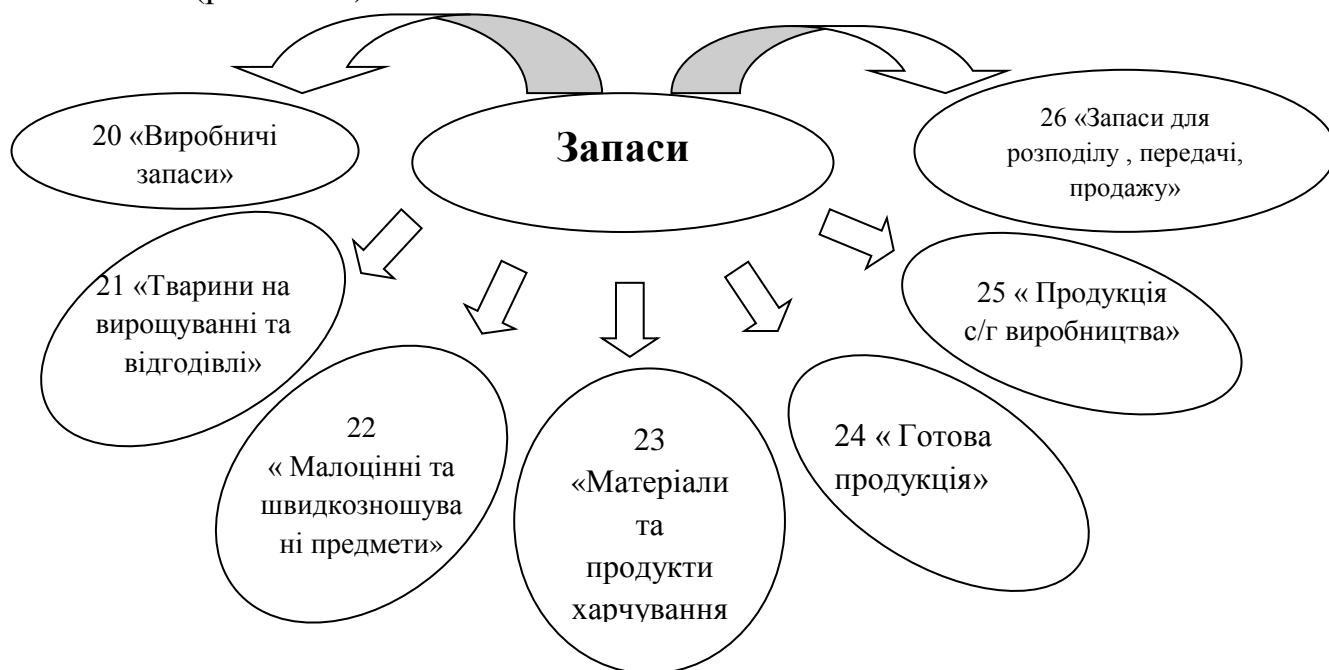 Запаси
20 «Виробничі
запаси»
21 «Тварини на
вирощуванні та
відгодівлі»
22
« Малоцінні та
швидкозношува
ні предмети»
23
«Матеріали
та
продукти
харчування
24 « Готова
продукція»
25 « Продукція
с/г виробництва»
26 «Запаси для
розподілу , передачі,
продажу»